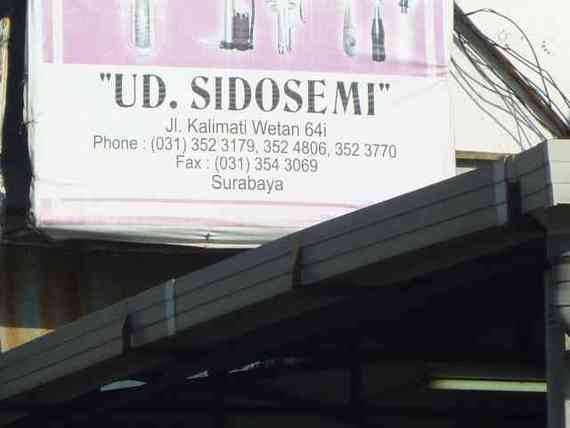 "UD. SIDOSEMI"
Jl. Kalimati Wetan 64i
Phone : (031) 352 3179, 352 4806, 352 3770
Fax : (031) 354 3069
Surabaya